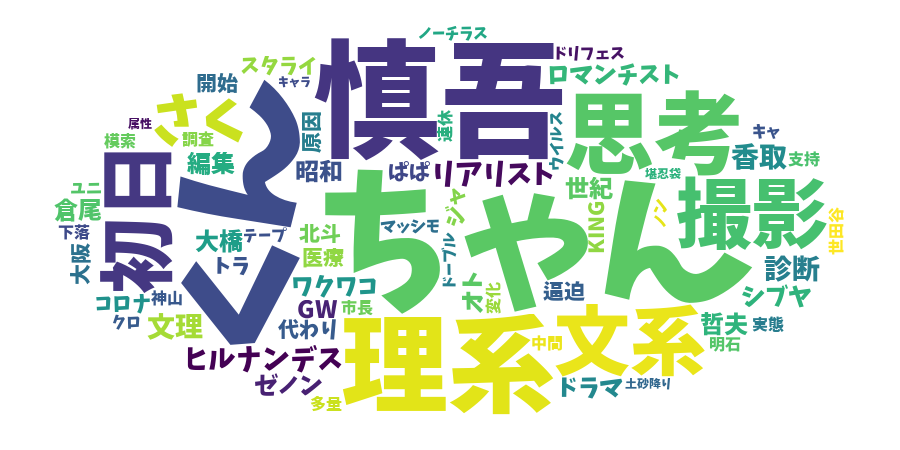 ノーチラス
慎吾
ドリフェス
スタライ
ロマンチスト
開始
キャラ
さく
くん
原因
連休
ウイルス
思考
属性
模索
調査
編集
昭和
ぱぱ
リアリスト
キャ
香取
支持
堪忍袋
初日
ちゃん
世紀
撮影
ユニ
倉尾
下落
大阪
大橋
テープ
トラ
北斗
医療
マッシモ
ジャ
ドーブル
KING
ノン
世田谷
コロナ
神山
クロ
文理
ワクワコ
GW
市長
代わり
オト
変化
逼迫
診断
シブヤ
ヒルナンデス
ゼノン
多量
理系
中間
文系
哲夫
実態
明石
ドラマ
土砂降り